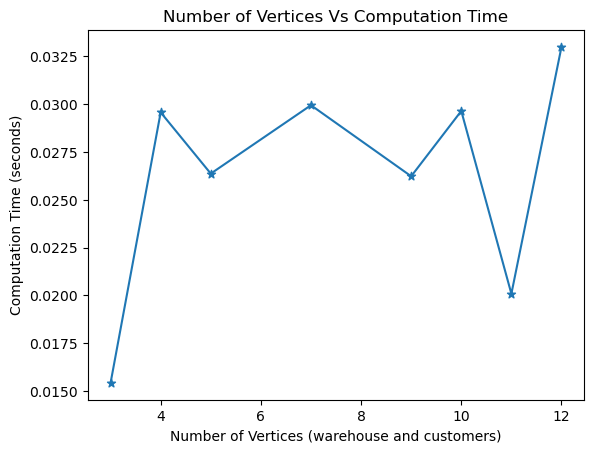 Number of Vertices Vs Computation Time
Computation Time (seconds)
0.0325
0.0300
0.0275
0.0250
0.0225
0.0200
0.0175
0.0150
4 6 8 10 12
Number of Vertices (warehouse and customers)